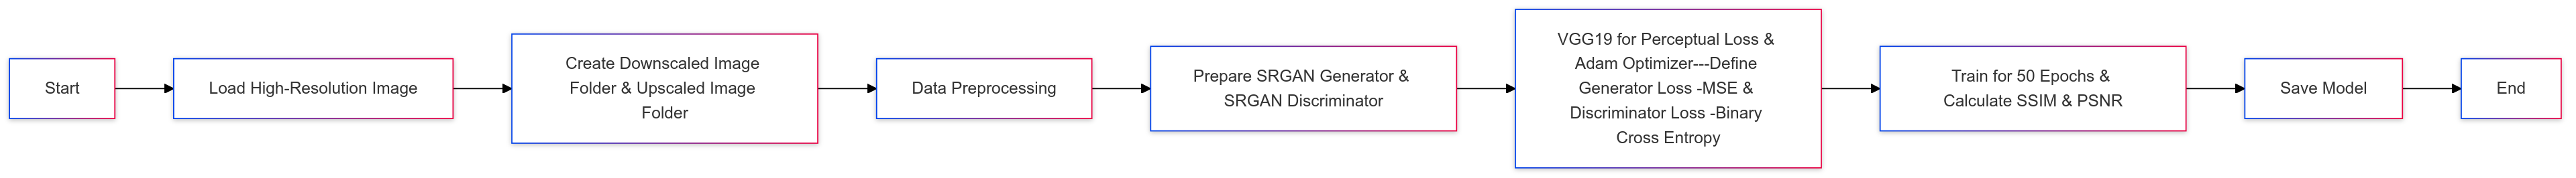 Start
Load High-Resolution Image
Create Downscaled Image
Folder & Upscaled Image
Folder
Data Preprocessing
Prepare SRGAN Generator &
SRGAN Discriminator
VGG19 for Perceptual Loss &
Adam Optimizer---Define
Generator Loss -MSE &
Discriminator Loss -Binary
Cross Entropy
Train for 50 Epochs &
Calculate SSIM & PSNR
Save Model
End